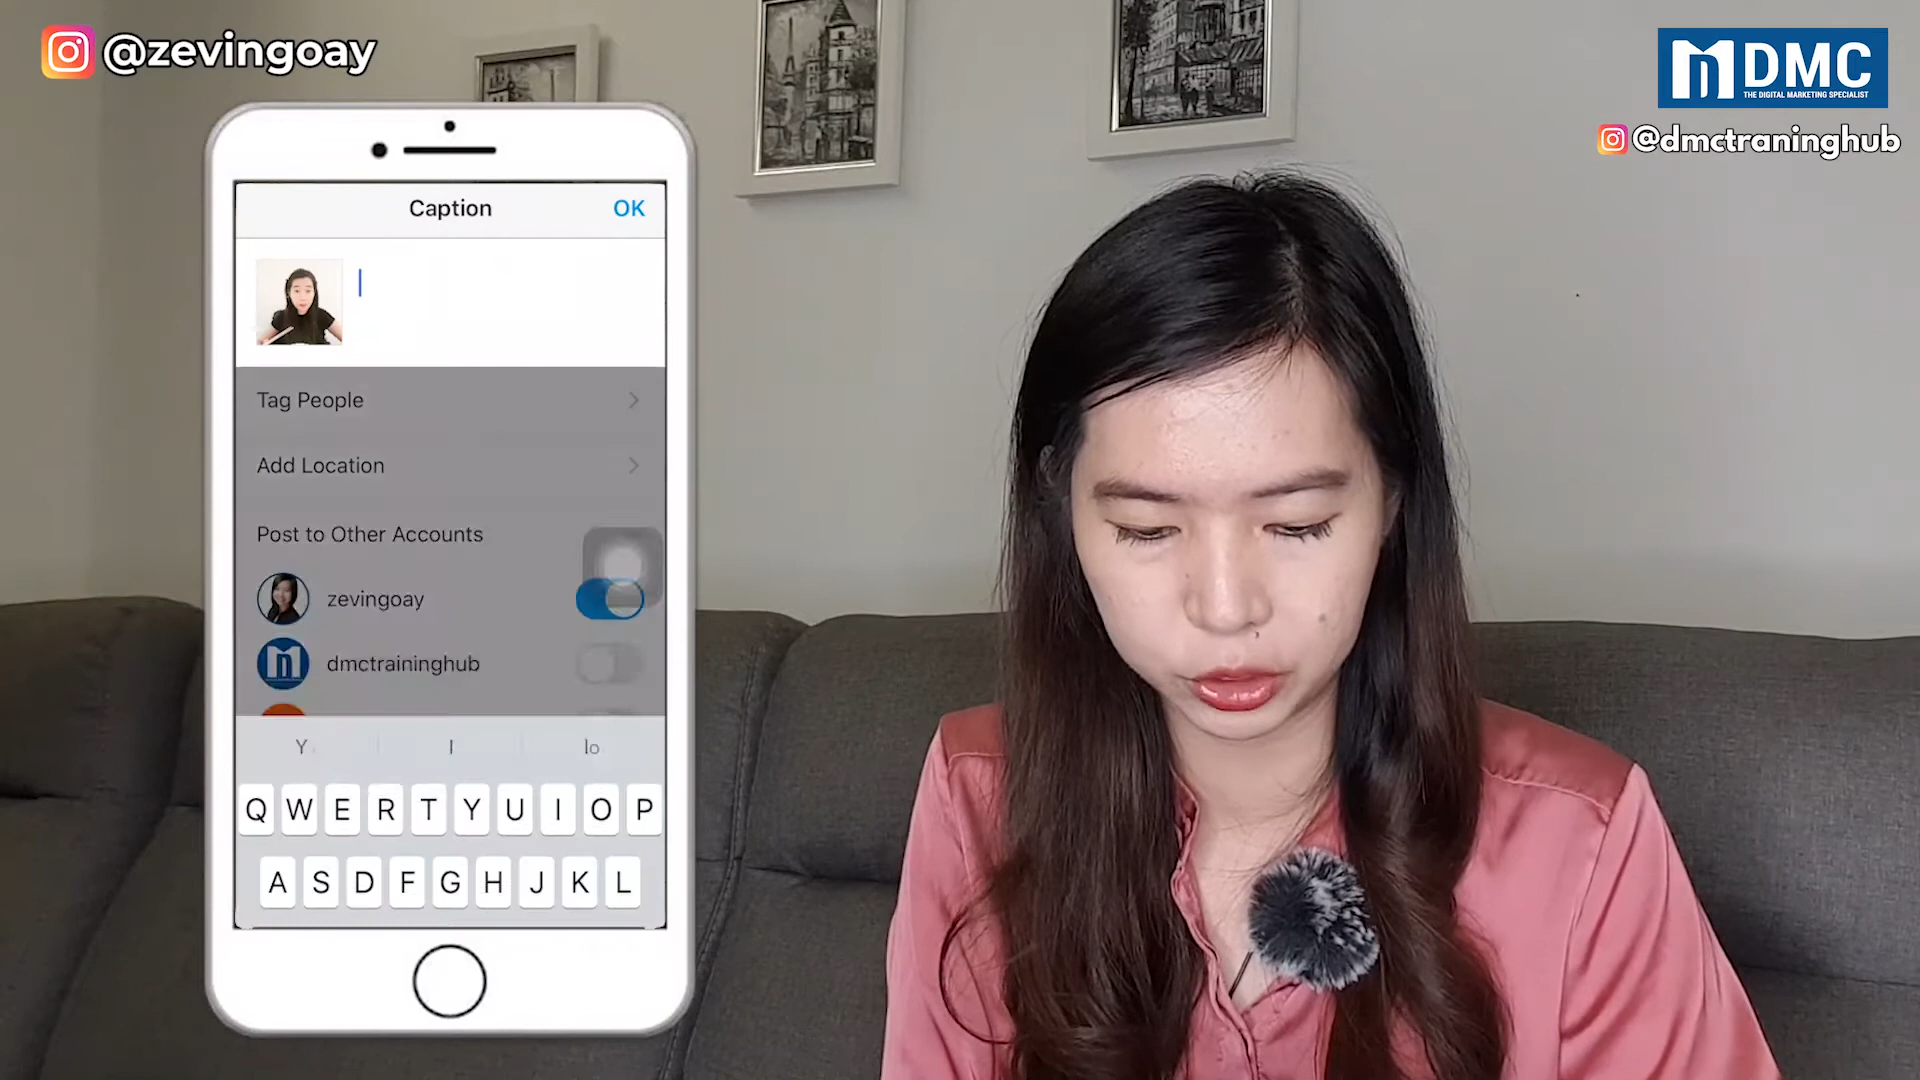 @zevingoay
DMC
THE DIGITAL MARKETING SPECIALIST
@dmctraninghub
Caption
OK
Tag People
Add Location
Post to Other Accounts
zevingoay
dmctraininghub
Y I lo
Q W E R T Y U I O P
A S D F G H J K L